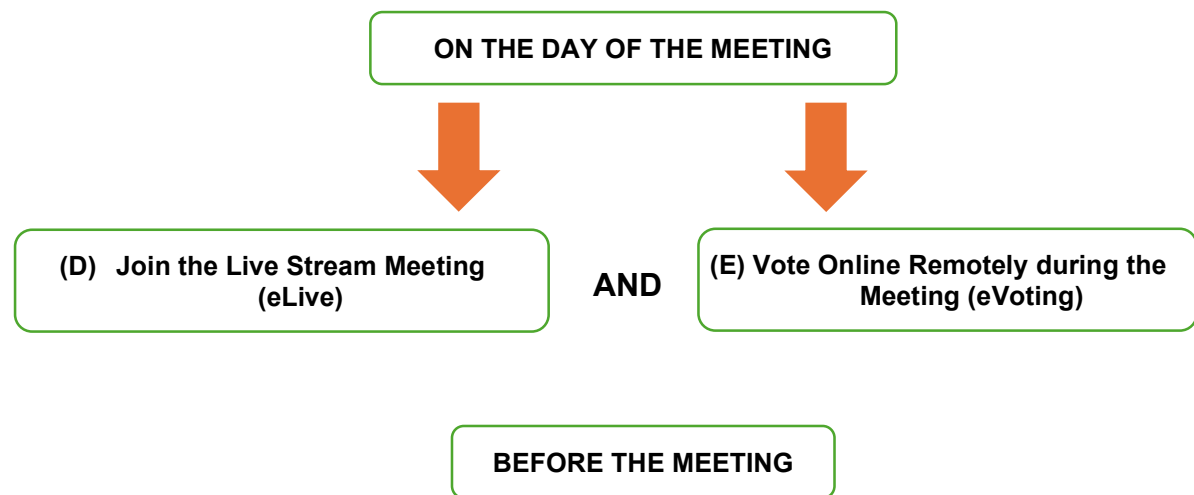 ON THE DAY OF THE MEETING
(D) Join the Live Stream Meeting
(eLive)
AND
(E) Vote Online Remotely during the
Meeting (eVoting)
BEFORE THE MEETING